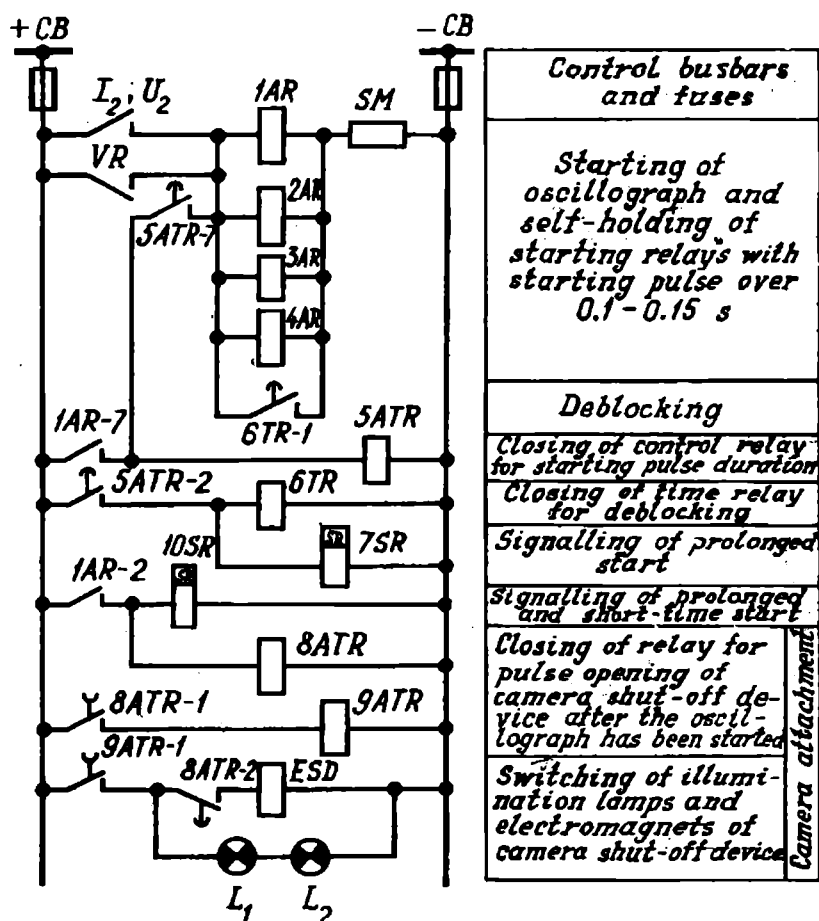 + CB
- CB
I2; U2
1AR
SM
VR
5ATR-7
2AR
3AR
4AR
6TR-1
1AR-7
5ATR
5ATR-2
6TR
10SR
7SR
1AR-2
8ATR
8ATR-1
9ATR
9ATR-1
8ATR-2
ESD
L1
L2
Control busbars
and fuses
Starting of
oscillograph and
self-holding of
starting relays with
starting pulse over
0.1-0.15 s
Deblocking
Closing of control relay
for starting pulse duration
Closing of time relay
for deblocking
Signalling of prolonged
start
Signalling of prolonged
and short-time start
Closing of relay for
pulse opening of
camera shut-off de-
vice after the oscil-
lograph has been started
Switching of illumi-
nation lamps and
electromagnets of
camera shut-off device
Camera attachment